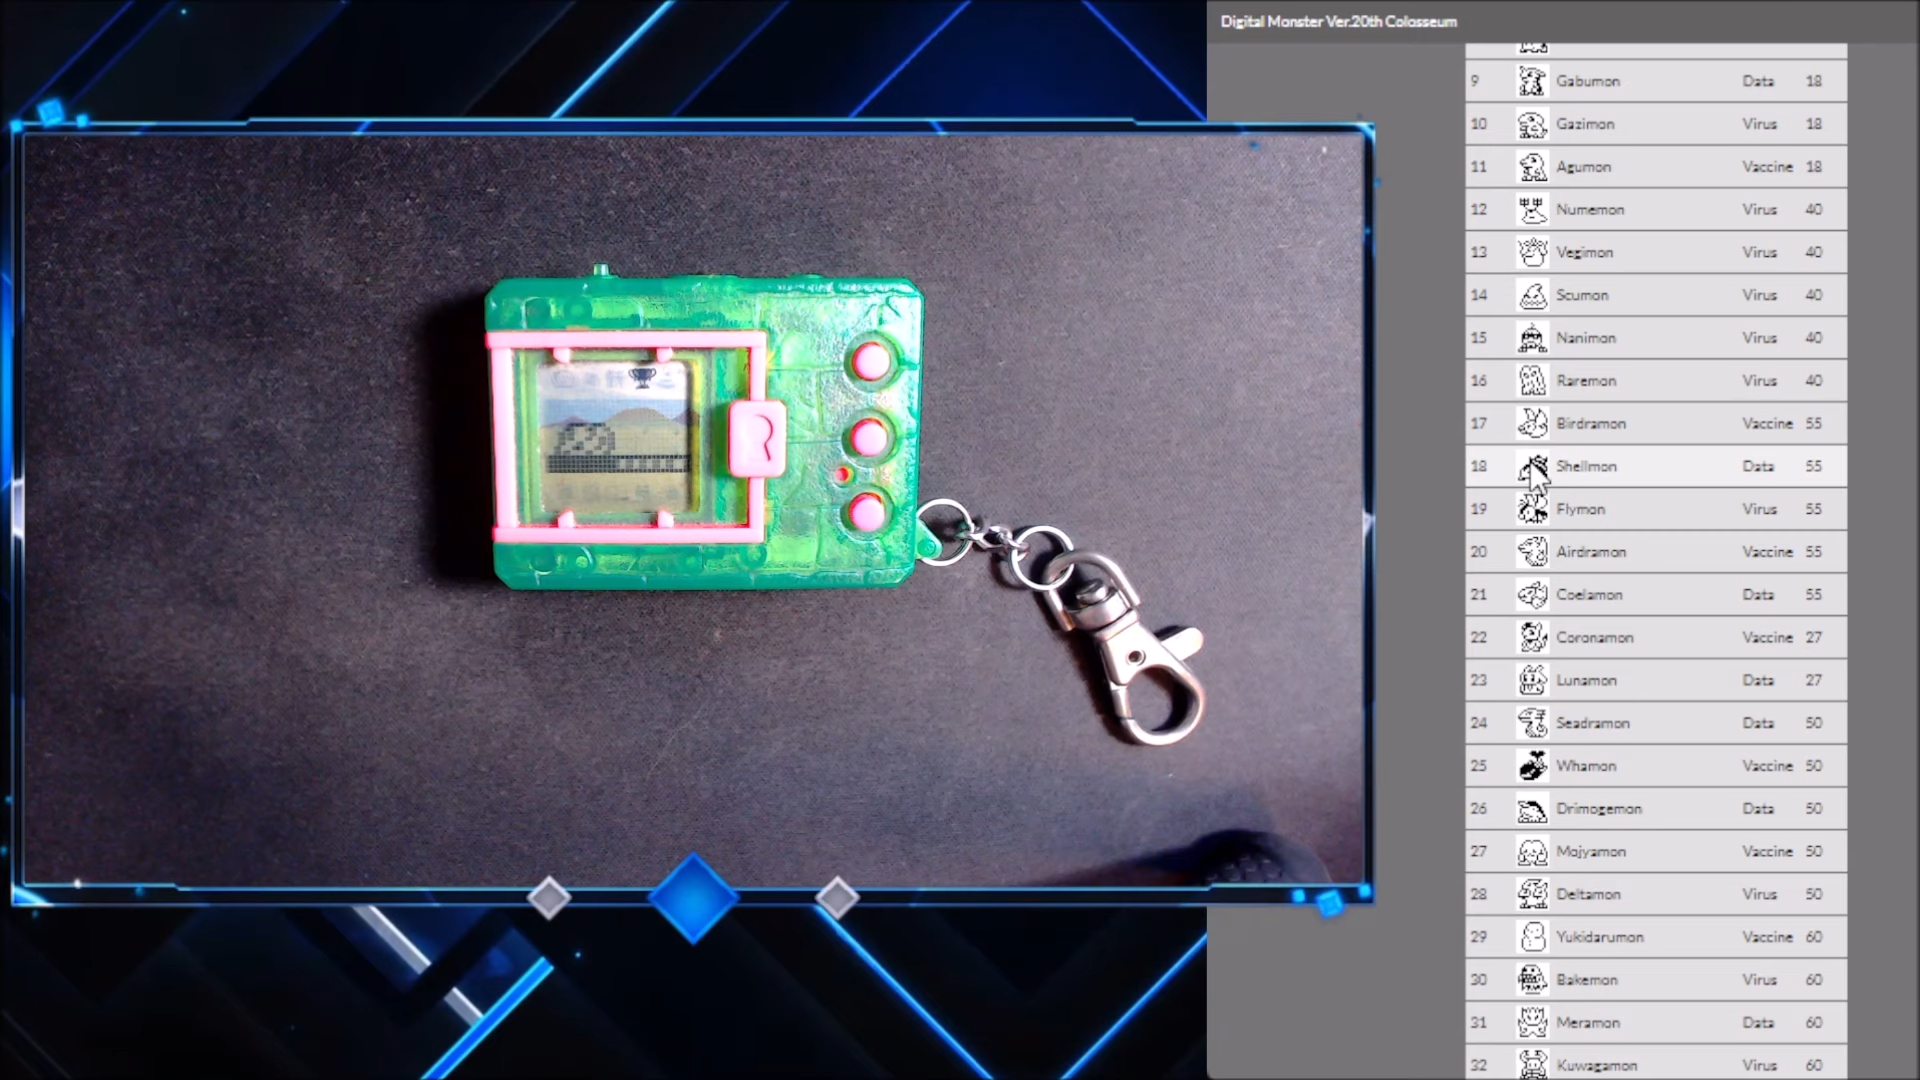 Digital Monster Ver.20th Colosseum
9 Gabumon Data 18
10 Gazimon Virus 18
11 Agumon Vaccine 18
12 Numemon Virus 40
13 Vegimon Virus 40
14 Scumon Virus 40
15 Nanimon Virus 40
16 Raremon Virus 40
17 Birdramon Vaccine 55
18 Shellmon Data 55
19 Flymon Virus 55
20 Airdramon Vaccine 55
21 Coelamon Data 55
22 Coronamon Vaccine 27
23 Lunamon Data 27
24 Seadramon Data 50
25 Whamon Vaccine 50
26 Drimogemon Data 50
27 Mojyamon Vaccine 50
28 Deltamon Virus 50
29 Yukidarumon Vaccine 60
30 Bakemon Virus 60
31 Meramon Data 60
32 Kuwagamon Virus 60